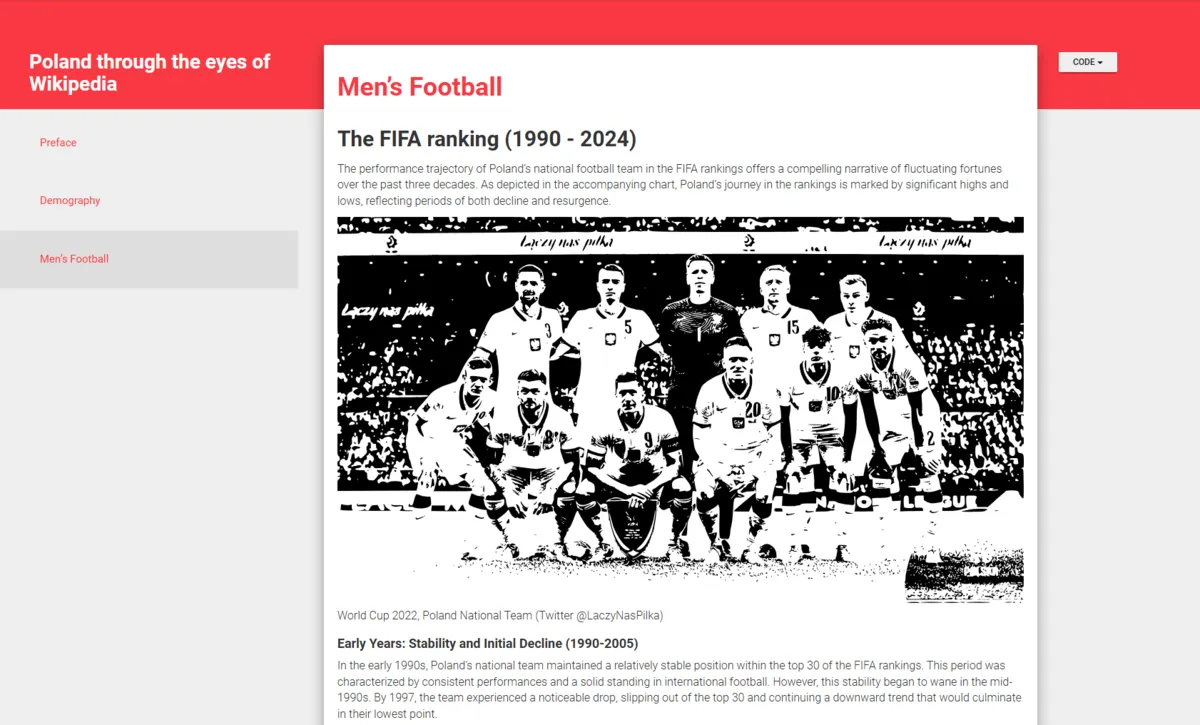 Poland through the eyes of
Wikipedia
CODE
Preface
Demography
Men’s Football
Men’s Football
The FIFA ranking (1990 - 2024)
The performance trajectory of Poland’s national football team in the FIFA rankings offers a compelling narrative of fluctuating fortunes
over the past three decades. As depicted in the accompanying chart, Poland’s journey in the rankings is marked by significant highs and
lows, reflecting periods of both decline and resurgence.
Łączy nas piłka
Łączy nas piłka
Łączy nas piłka
3
5
1
15
8
9
20
10
2
World Cup 2022, Poland National Team (Twitter @LaczyNasPilka)
Early Years: Stability and Initial Decline (1990-2005)
In the early 1990s, Poland’s national team maintained a relatively stable position within the top 30 of the FIFA rankings. This period was
characterized by consistent performances and a solid standing in international football. However, this stability began to wane in the mid-
1990s. By 1997, the team experienced a noticeable drop, slipping out of the top 30 and continuing a downward trend that would culminate
in their lowest point.